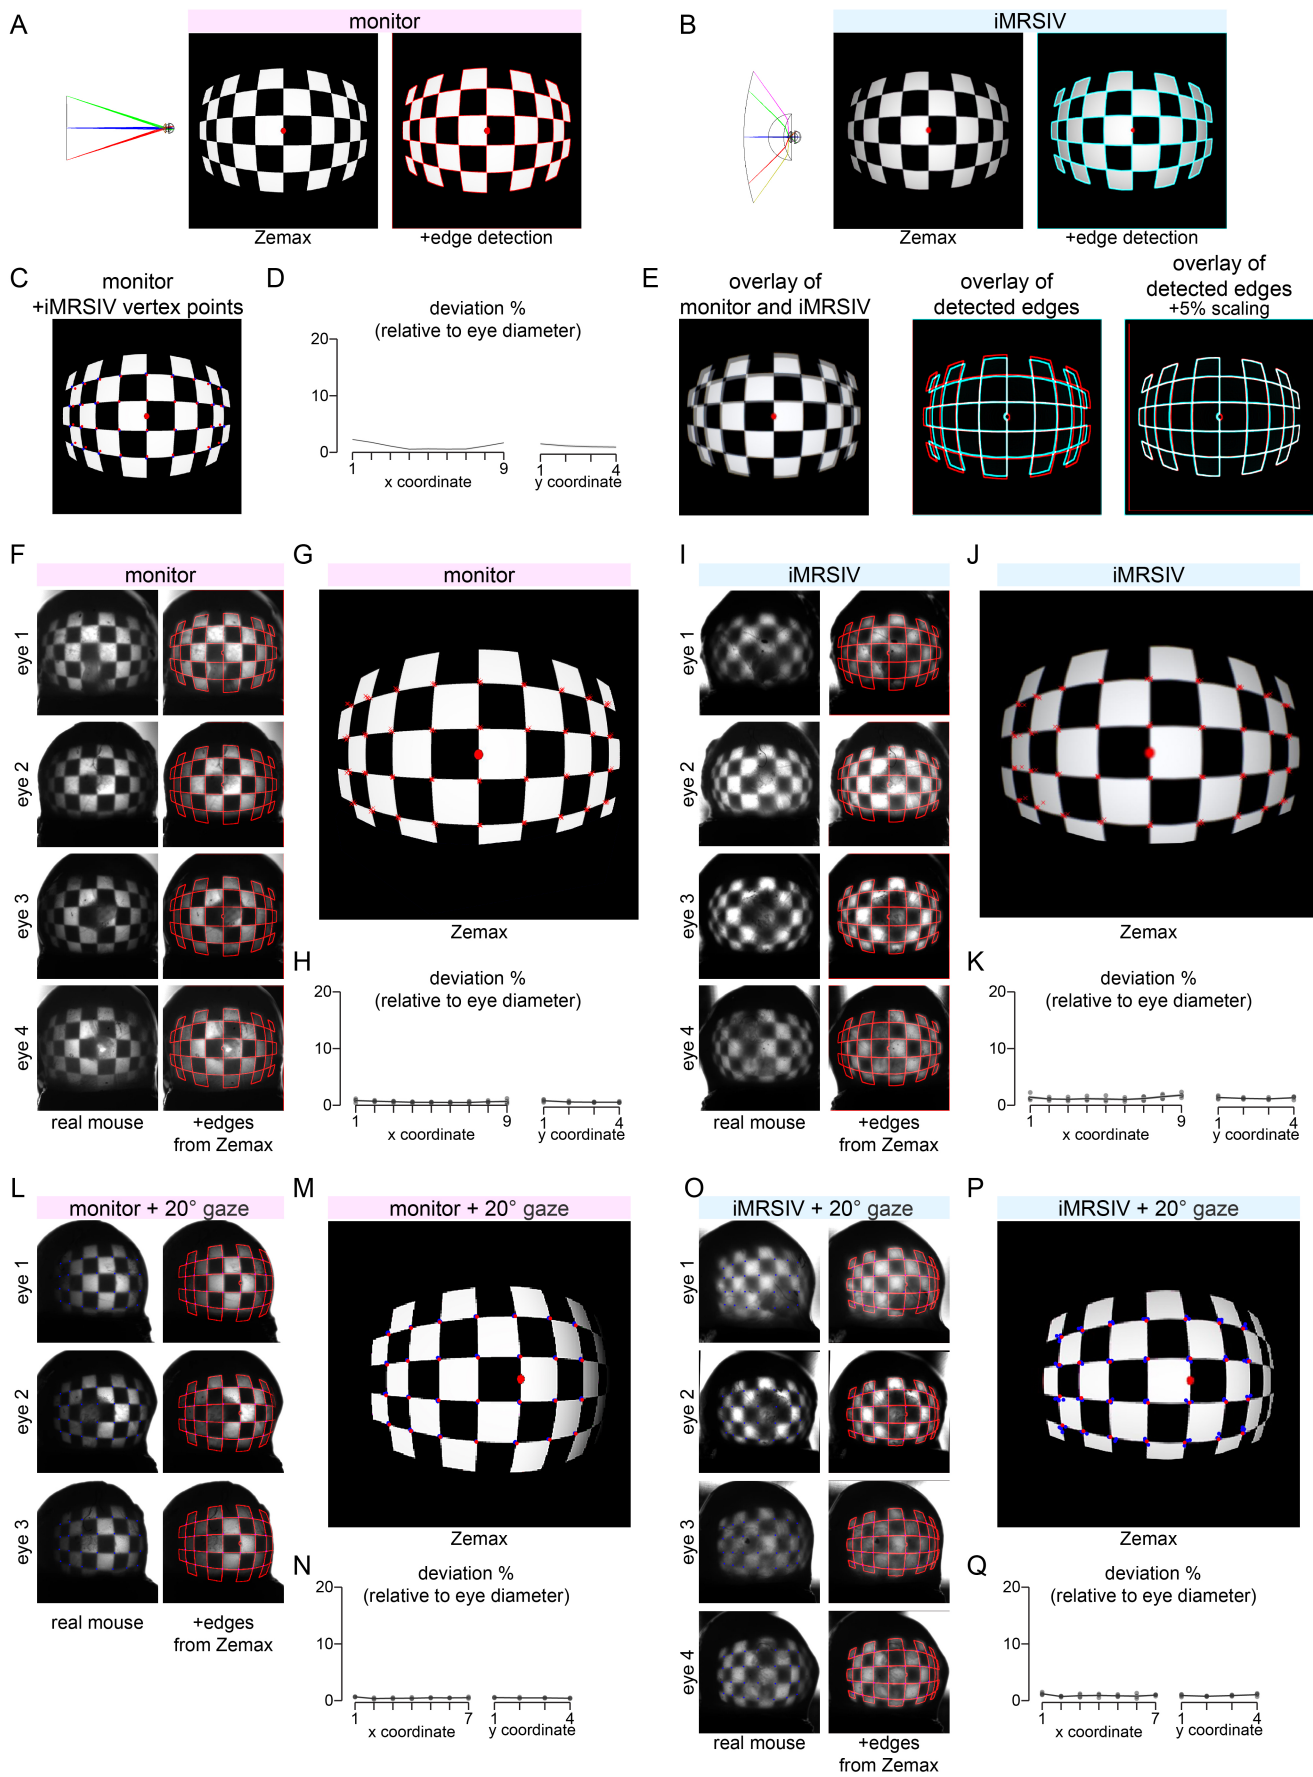 A
monitor
Zemax
+edge detection
B
iMRSIV
Zemax
+edge detection
C
monitor
+iMRSIV vertex points
D
deviation %
(relative to eye diameter)
20
10
0
1
9
x coordinate
1
4
y coordinate
E
overlay of
monitor and iMRSIV
overlay of
detected edges
overlay of
detected edges
+5% scaling
F
monitor
eye 1
eye 2
eye 3
eye 4
real mouse
+edges
from Zemax
G
monitor
Zemax
H
deviation %
(relative to eye diameter)
20
10
0
1
9
x coordinate
1
4
y coordinate
I
iMRSIV
eye 1
eye 2
eye 3
eye 4
real mouse
+edges
from Zemax
J
iMRSIV
Zemax
K
deviation %
(relative to eye diameter)
20
10
0
1
9
x coordinate
1
4
y coordinate
L
monitor + 20° gaze
eye 1
eye 2
eye 3
real mouse
+edges
from Zemax
M
monitor + 20° gaze
Zemax
N
deviation %
(relative to eye diameter)
20
10
0
1
7
x coordinate
1
4
y coordinate
O
iMRSIV + 20° gaze
eye 1
eye 2
eye 3
eye 4
real mouse
+edges
from Zemax
P
iMRSIV + 20° gaze
Zemax
Q
deviation %
(relative to eye diameter)
20
10
0
1
7
x coordinate
1
4
y coordinate